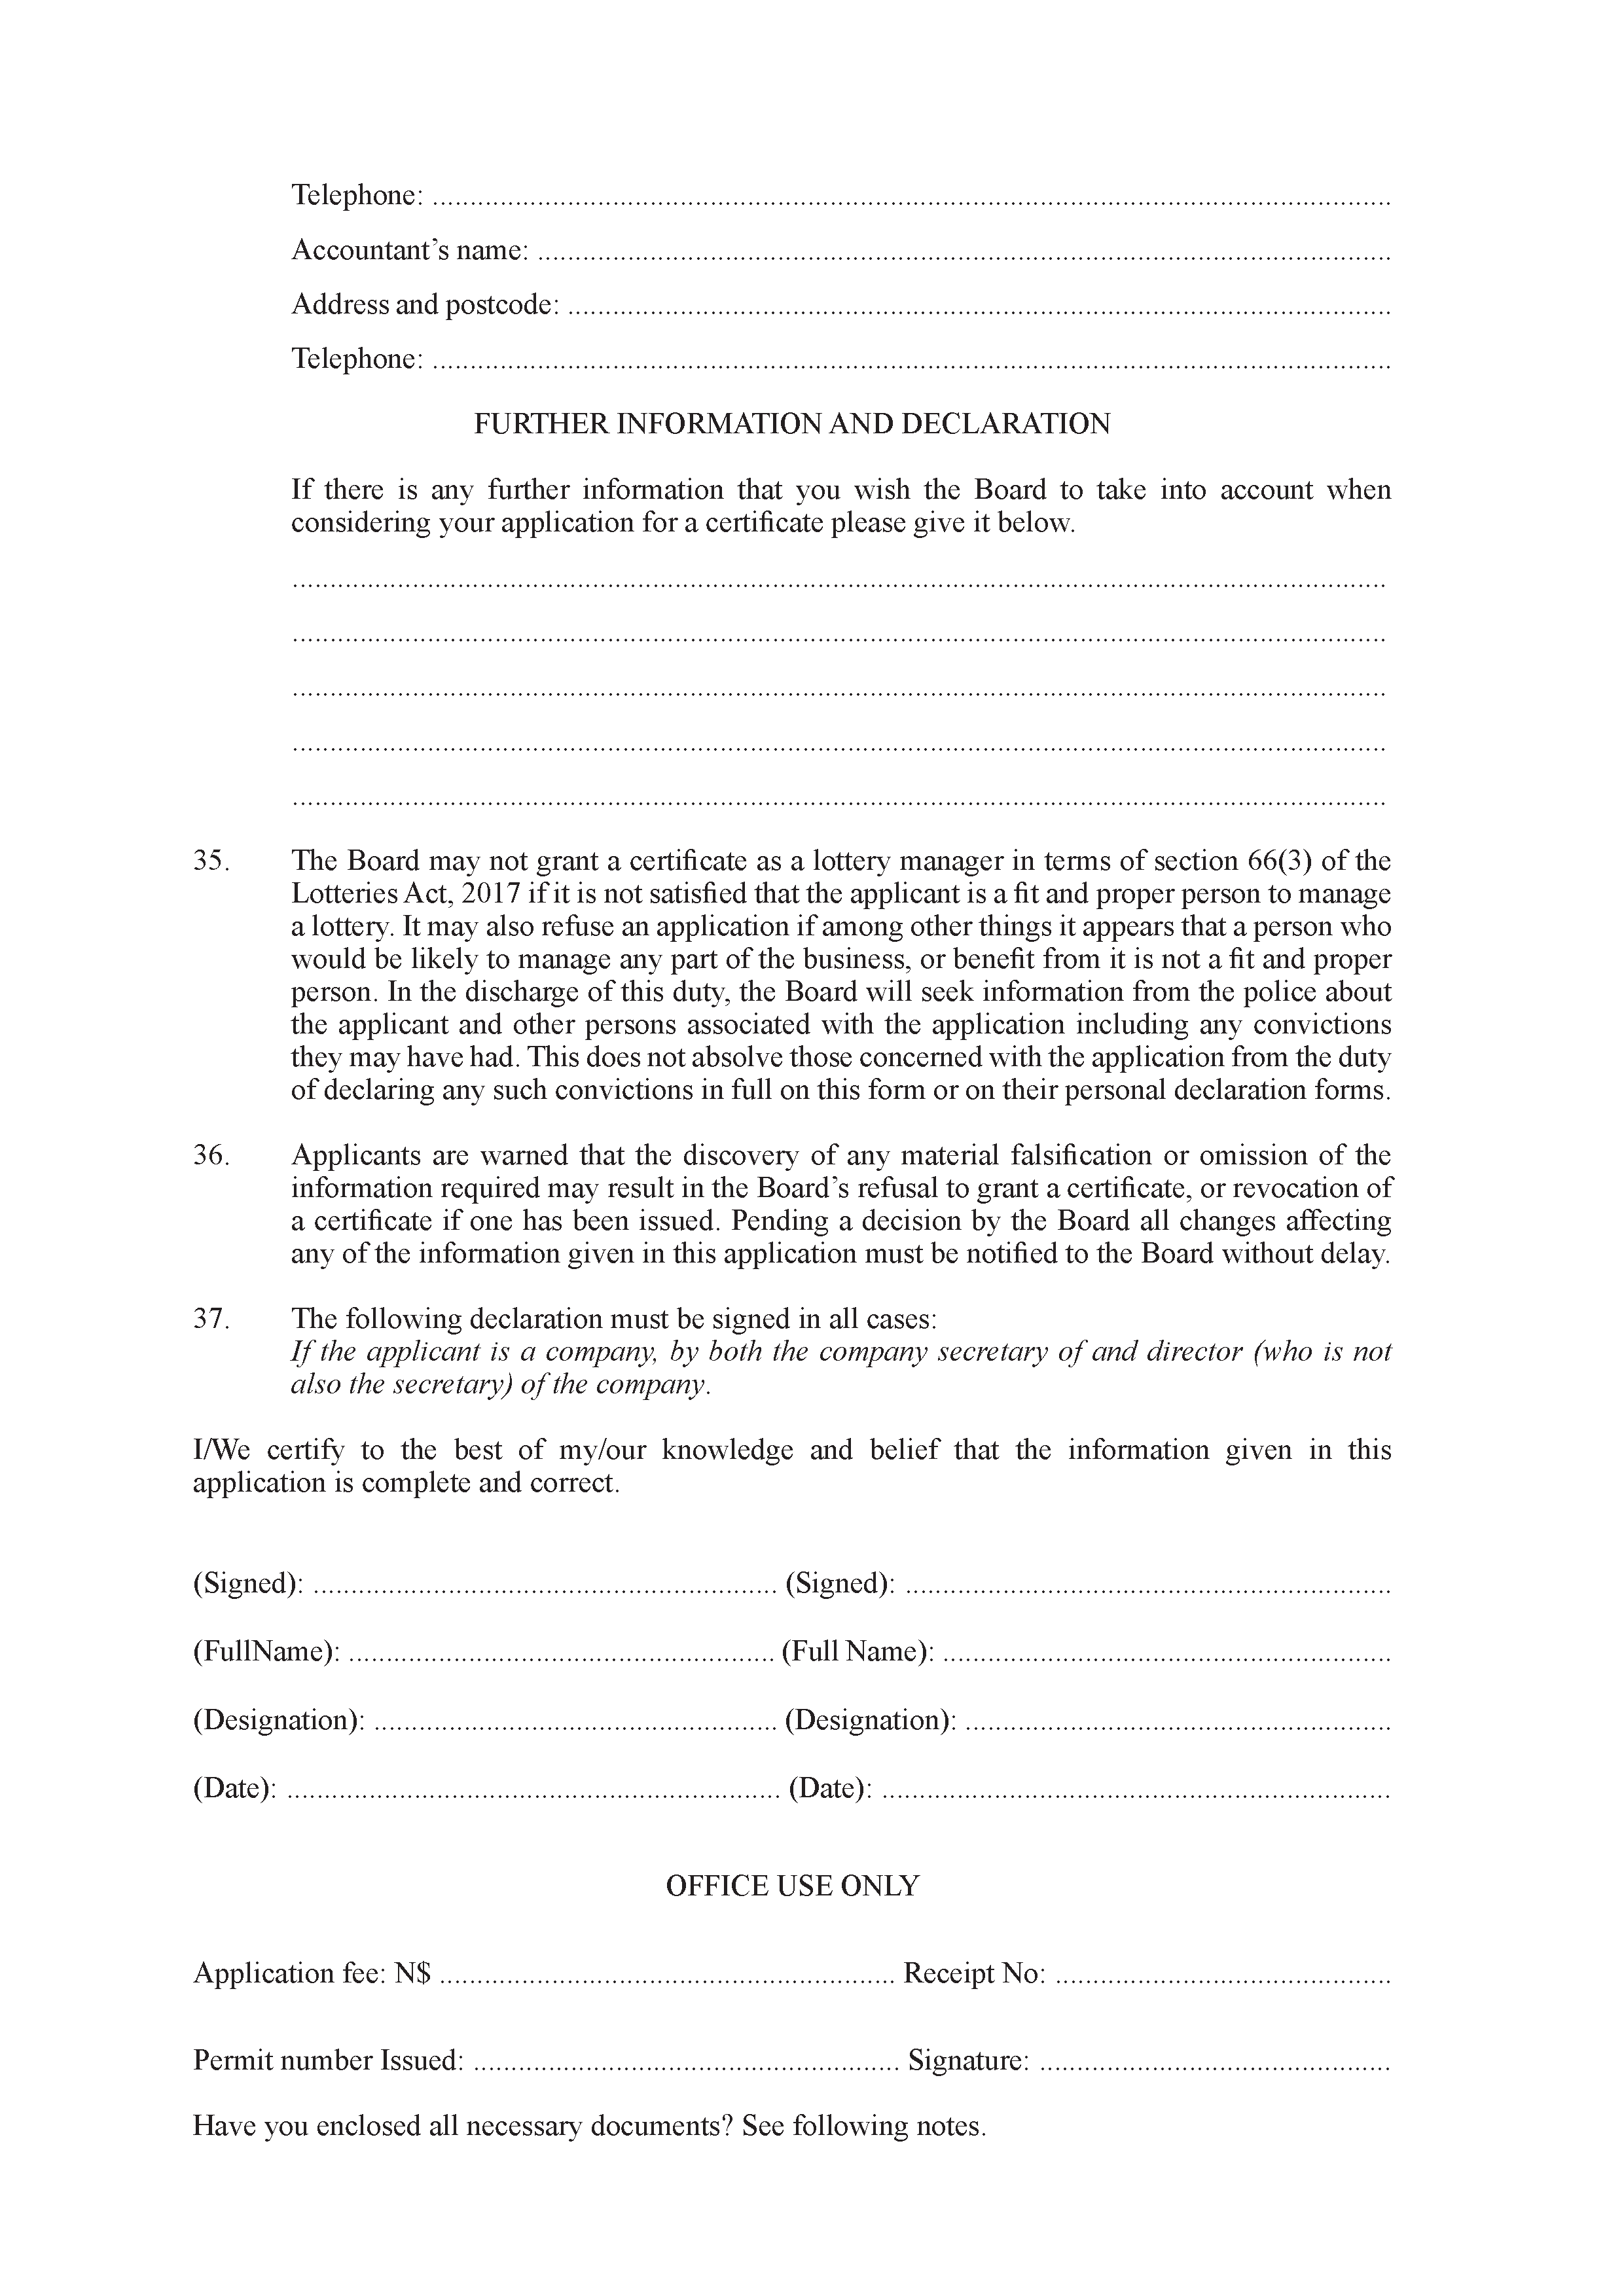 Telephone: ................................................................................................................................
Accountant’s name: ..................................................................................................................
Address and postcode: ..............................................................................................................
Telephone: ................................................................................................................................
FURTHER INFORMATION AND DECLARATION
If there is any further information that you wish the Board to take into account when
considering your application for a certificate please give it below.
..................................................................................................................................................
..................................................................................................................................................
..................................................................................................................................................
..................................................................................................................................................
..................................................................................................................................................
35. The Board may not grant a certificate as a lottery manager in terms of section 66(3) of the
Lotteries Act, 2017 if it is not satisfied that the applicant is a fit and proper person to manage
a lottery. It may also refuse an application if among other things it appears that a person who
would be likely to manage any part of the business, or benefit from it is not a fit and proper
person. In the discharge of this duty, the Board will seek information from the police about
the applicant and other persons associated with the application including any convictions
they may have had. This does not absolve those concerned with the application from the duty
of declaring any such convictions in full on this form or on their personal declaration forms.
36. Applicants are warned that the discovery of any material falsification or omission of the
information required may result in the Board’s refusal to grant a certificate, or revocation of
a certificate if one has been issued. Pending a decision by the Board all changes affecting
any of the information given in this application must be notified to the Board without delay.
37. The following declaration must be signed in all cases:
If the applicant is a company, by both the company secretary of and director (who is not
also the secretary) of the company.
I/We certify to the best of my/our knowledge and belief that the information given in this
application is complete and correct.
(Signed): .............................................................. (Signed): .................................................................
(FullName): ......................................................... (Full Name): ............................................................
(Designation): ...................................................... (Designation): .........................................................
(Date): .................................................................. (Date): ....................................................................
OFFICE USE ONLY
Application fee: N$ ............................................................. Receipt No: .............................................
Permit number Issued: ......................................................... Signature: ...............................................
Have you enclosed all necessary documents? See following notes.